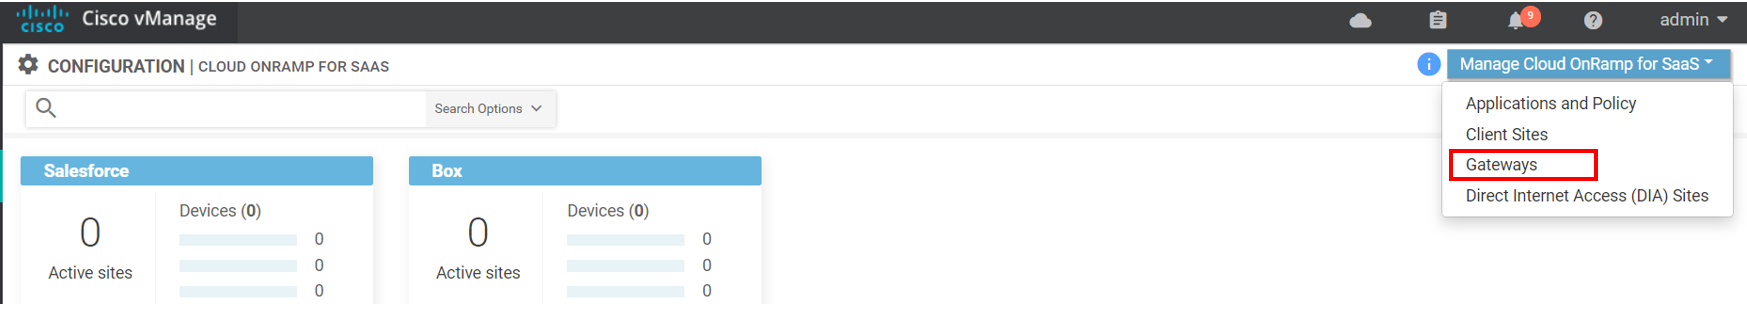 CISCO Cisco vManage 9 admin
CONFIGURATION | CLOUD ONRAMP FOR SAAS i Manage Cloud OnRamp for SaaS
Search Options
Applications and Policy
Client Sites
Gateways
Direct Internet Access (DIA) Sites
Salesforce
0
Active sites
Devices (0)
0
0
0
Box
0
Active sites
Devices (0)
0
0
0